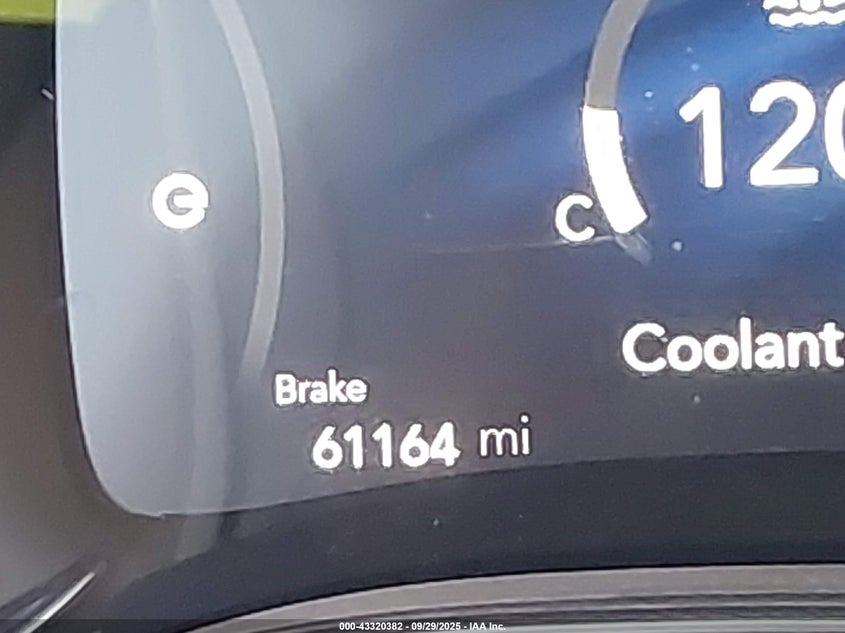 120
C
Coolant
Brake
61164 mi
000-43320382 - 09/29/2025 - IAA Inc.